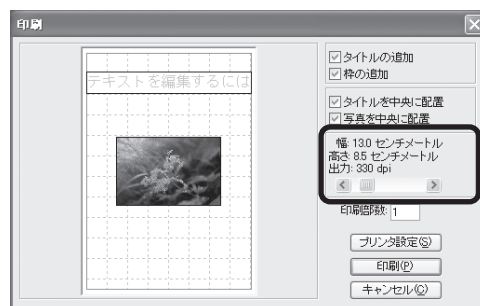 印刷
テキストを編集するには
タイトルの追加
枠の追加
タイトルを中央に配置
写真を中央に配置
幅: 13.0 センチメートル
高さ: 8.5 センチメートル
出力: 330 dpi
印刷部数: 1
プリンタ設定(S)
印刷(P)
キャンセル(C)